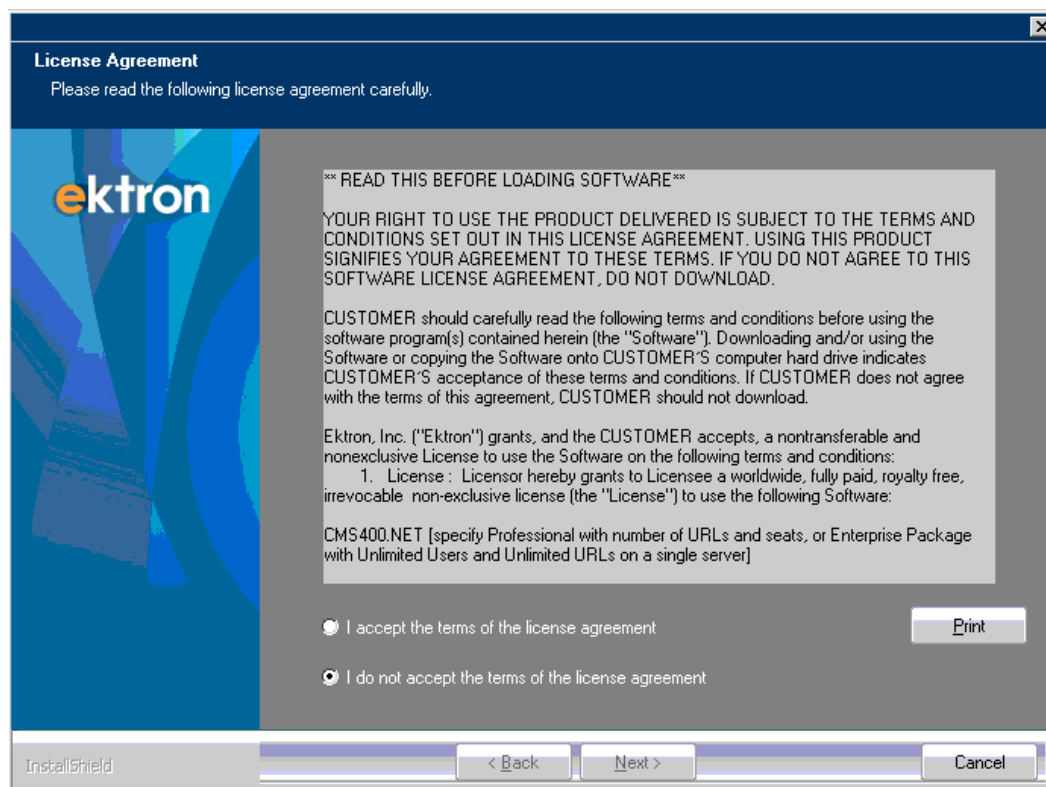 License Agreement
Please read the following license agreement carefully.
ektron
** READ THIS BEFORE LOADING SOFTWARE**
YOUR RIGHT TO USE THE PRODUCT DELIVERED IS SUBJECT TO THE TERMS AND
CONDITIONS SET OUT IN THIS LICENSE AGREEMENT. USING THIS PRODUCT
SIGNIFIES YOUR AGREEMENT TO THESE TERMS. IF YOU DO NOT AGREE TO THIS
SOFTWARE LICENSE AGREEMENT, DO NOT DOWNLOAD.
CUSTOMER should carefully read the following terms and conditions before using the
software program(s) contained herein (the "Software"). Downloading and/or using the
Software or copying the Software onto CUSTOMER´S computer hard drive indicates
CUSTOMER´S acceptance of these terms and conditions. If CUSTOMER does not agree
with the terms of this agreement, CUSTOMER should not download.
Ektron, Inc. ("Ektron") grants, and the CUSTOMER accepts, a nontransferable and
nonexclusive License to use the Software on the following terms and conditions:
1. License : Licensor hereby grants to Licensee a worldwide, fully paid, royalty free,
irrevocable non-exclusive license (the "License") to use the following Software:
CMS400.NET [specify Professional with number of URLs and seats, or Enterprise Package
with Unlimited Users and Unlimited URLs on a single server]
I accept the terms of the license agreement
Print
I do not accept the terms of the license agreement
InstallShield
< Back
Next >
Cancel